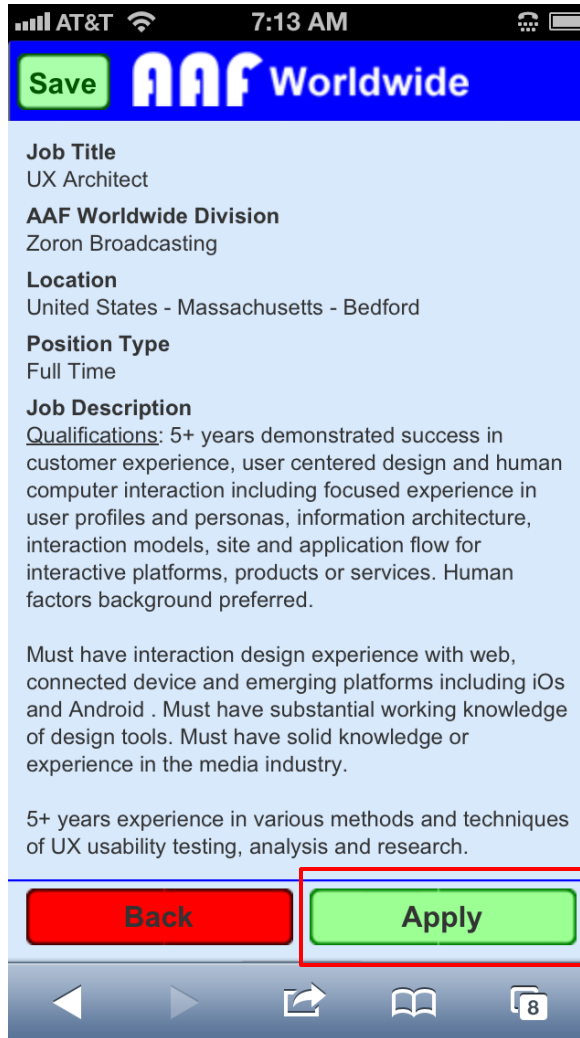 AT&T 7:13 AM
Save AAF Worldwide
Job Title
UX Architect
AAF Worldwide Division
Zoron Broadcasting
Location
United States - Massachusetts - Bedford
Position Type
Full Time
Job Description
Qualifications: 5+ years demonstrated success in
customer experience, user centered design and human
computer interaction including focused experience in
user profiles and personas, information architecture,
interaction models, site and application flow for
interactive platforms, products or services. Human
factors background preferred.
Must have interaction design experience with web,
connected device and emerging platforms including iOs
and Android . Must have substantial working knowledge
of design tools. Must have solid knowledge or
experience in the media industry.
5+ years experience in various methods and techniques
of UX usability testing, analysis and research.
Back Apply
8